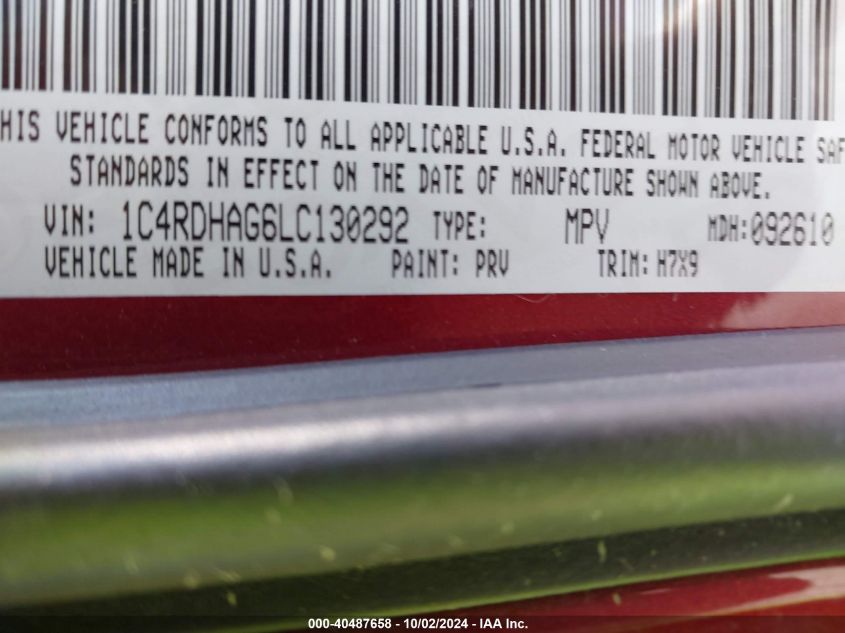 HIS VEHICLE CONFORMS TO ALL APPLICABLE U.S.A. FEDERAL MOTOR VEHICLE SAF
STANDARDS IN EFFECT ON THE DATE OF MANUFACTURE SHOWN ABOVE.
VIN: 1C4RDHAG6LC130292 TYPE: MPV MDH:092610
VEHICLE MADE IN U.S.A. PAINT: PRV TRIM: H7X9
000-40487658 - 10/02/2024 - IAA Inc.